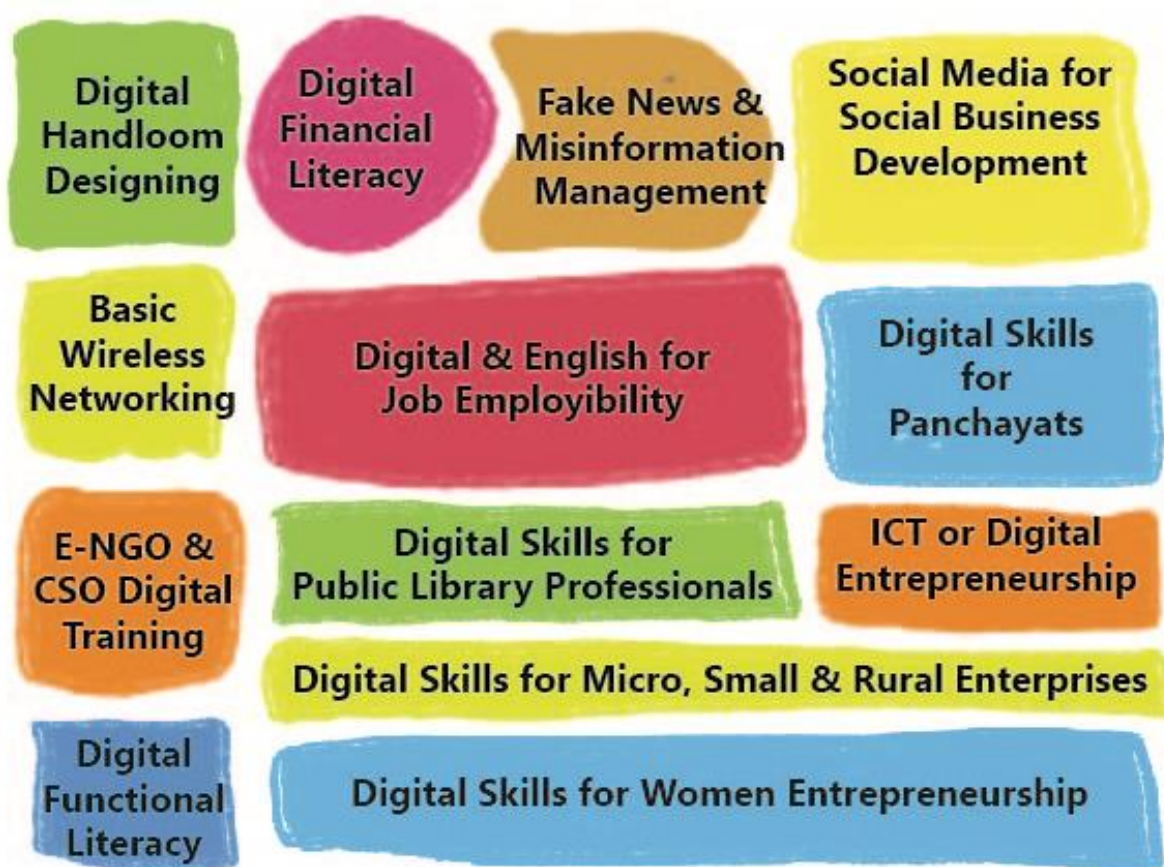 Digital
Handloom
Designing
Digital
Financial
Literacy
Fake News &
Misinformation
Management
Social Media for
Social Business
Development
Basic
Wireless
Networking
Digital & English for
Job Employibility
Digital Skills
for
Panchayats
E-NGO &
CSO Digital
Training
Digital Skills for
Public Library Professionals
ICT or Digital
Entrepreneurship
Digital Skills for Micro, Small & Rural Enterprises
Digital
Functional
Literacy
Digital Skills for Women Entrepreneurship